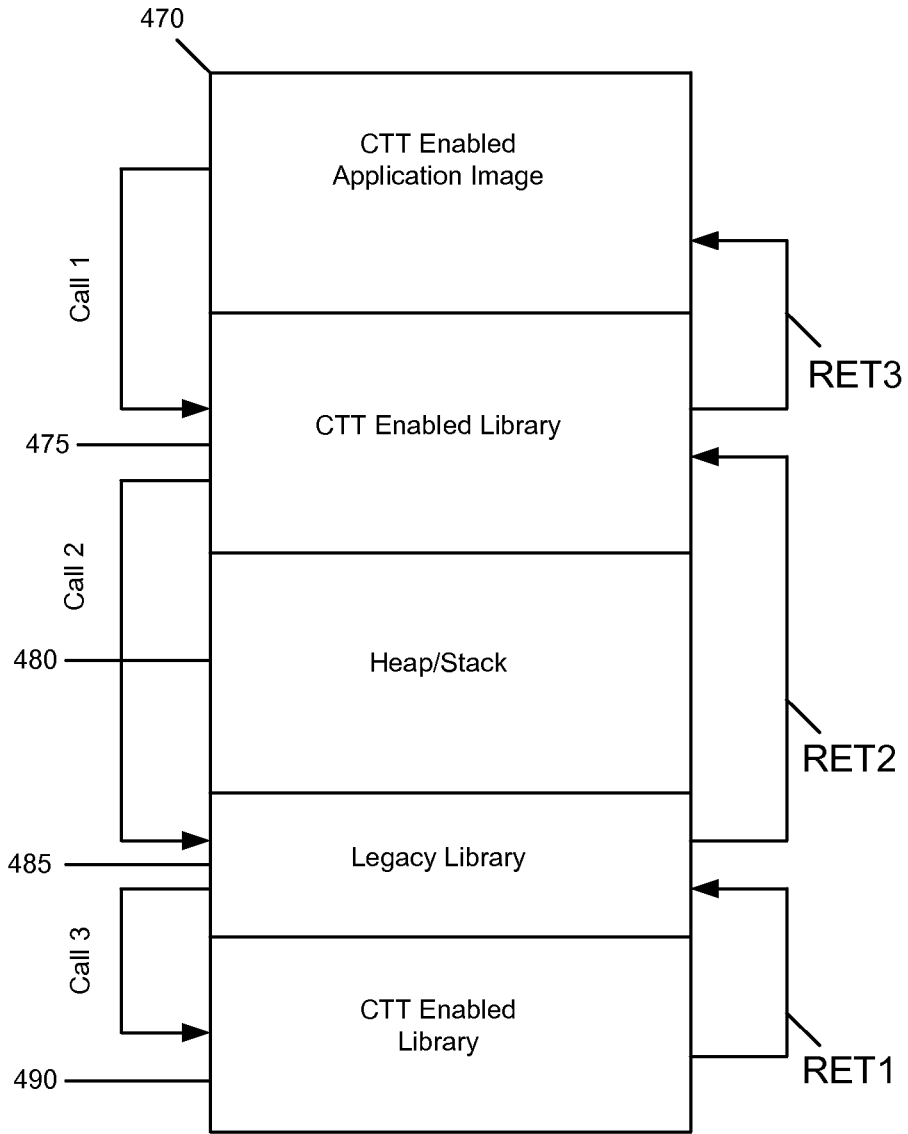 470
CTT Enabled
Application Image
Call 1
RET3
CTT Enabled Library
475
Call 2
480
Heap/Stack
RET2
Legacy Library
485
Call 3
CTT Enabled
Library
RET1
490